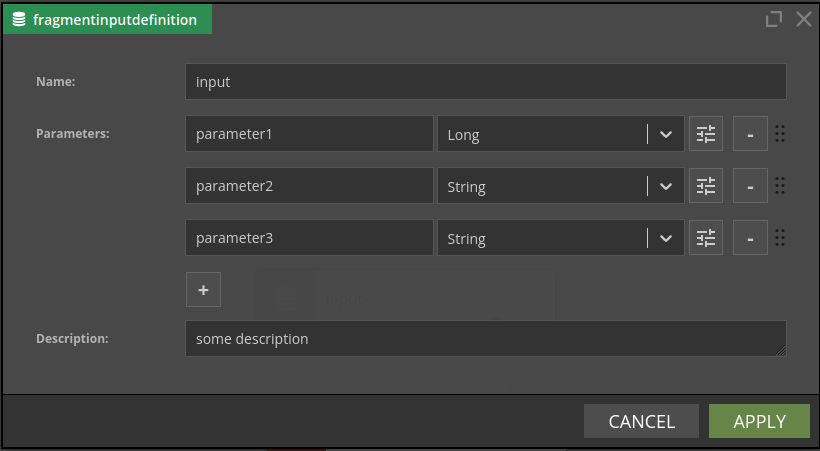 fragmentinputdefinition
Name: input
Parameters: parameter1 Long -
parameter2 String -
parameter3 String -
+
Description: some description
CANCEL APPLY